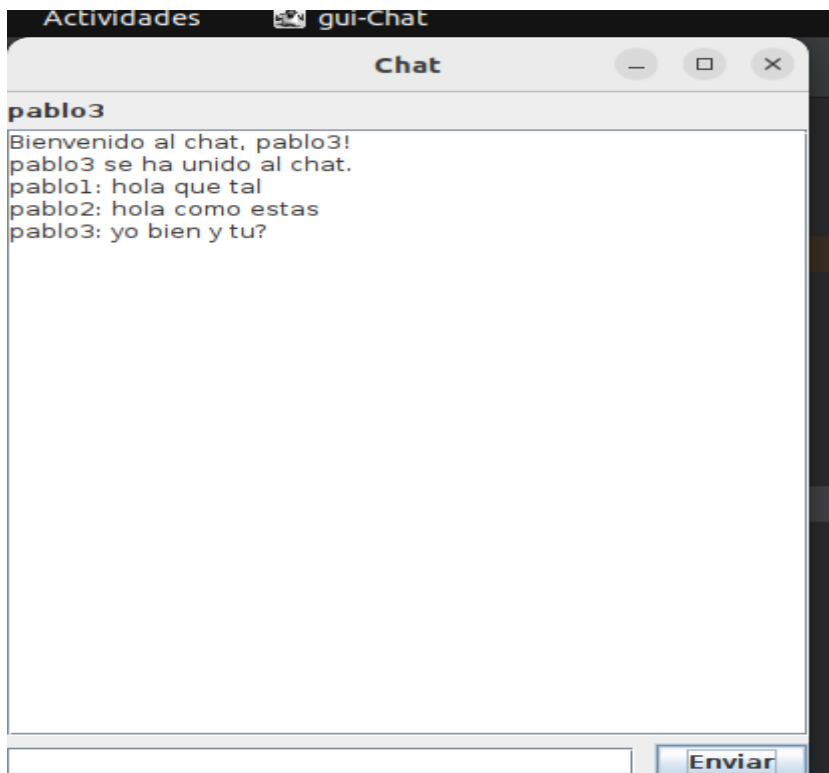 Actividades gui-Chat
Chat
pablo3
Bienvenido al chat, pablo3!
pablo3 se ha unido al chat.
pablo1: hola que tal
pablo2: hola como estas
pablo3: yo bien y tu?
Enviar